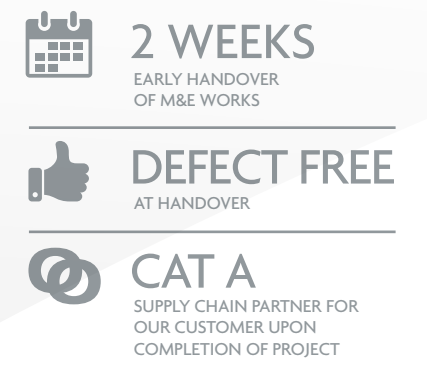 2 WEEKS
EARLY HANDOVER
OF M&E WORKS
DEFECT FREE
AT HANDOVER
CAT A
SUPPLY CHAIN PARTNER FOR
OUR CUSTOMER UPON
COMPLETION OF PROJECT